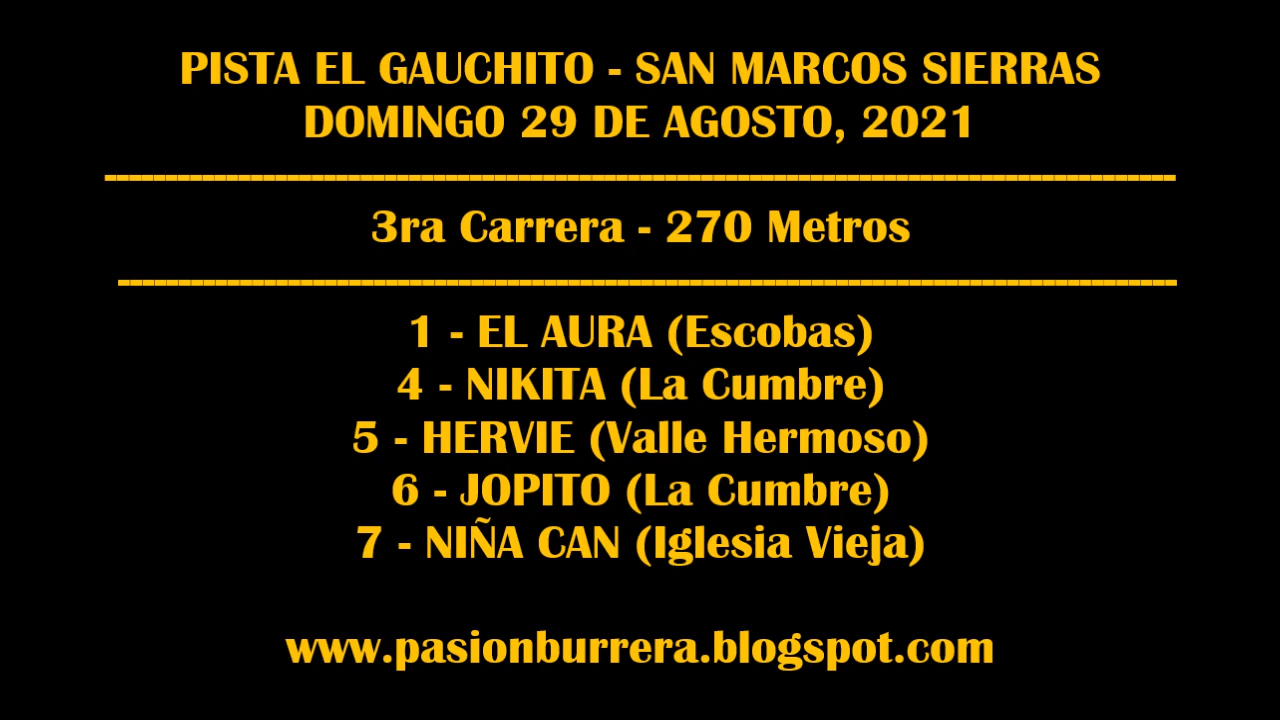 PISTA EL GAUCHITO - SAN MARCOS SIERRAS
DOMINGO 29 DE AGOSTO, 2021
3ra Carrera - 270 Metros
1 - EL AURA (Escobas)
4 - NIKITA (La Cumbre)
5 - HERVIE (Valle Hermoso)
6 - JOPITO (La Cumbre)
7 - NIÑA CAN (Iglesia Vieja)
www.pasionburrera.blogspot.com